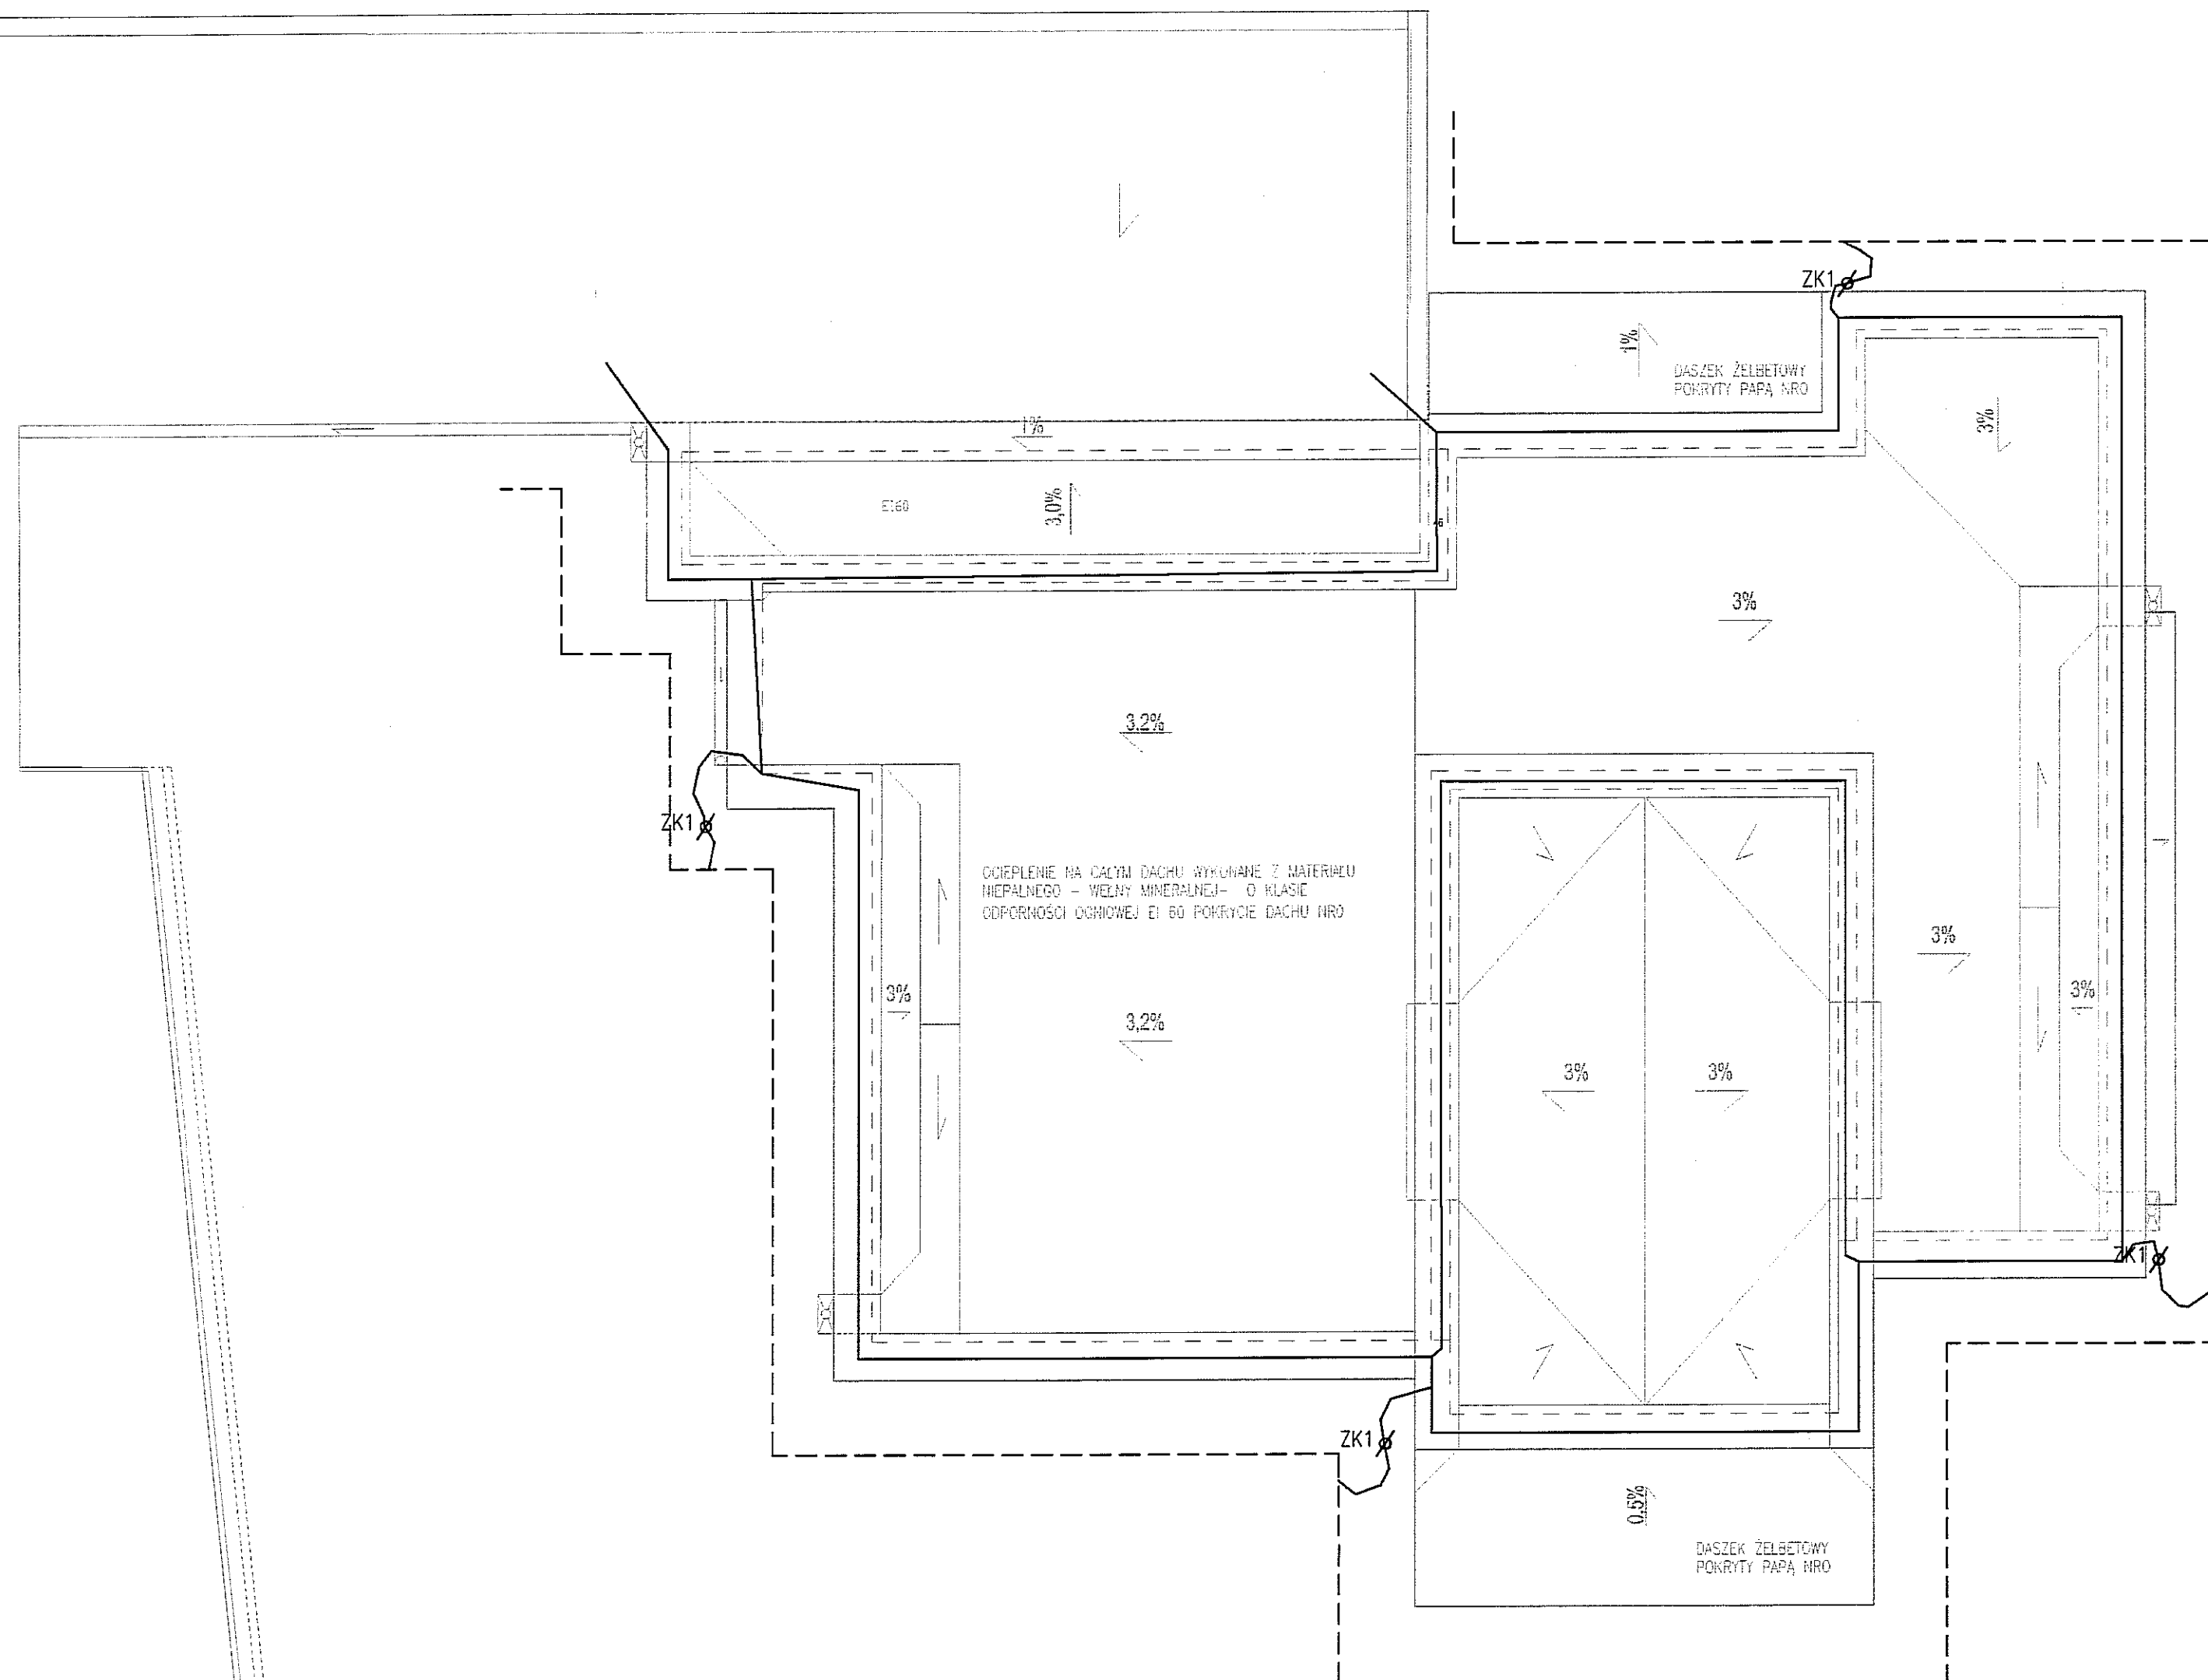 ZK1
1%
DASZEK ŻELBETOWY
POKRYTY PAPĄ NRO
3%
1%
EI60
3,0%
3%
3.2%
ZK1
OCIEPLENIE NA CAŁYM DACHU WYKONANE Z MATERIAŁU
NIEPALNEGO – WEŁNY MINERALNEJ– O KLASIE
ODPORNOŚCI OGNIOWEJ EI 60 POKRYCIE DACHU NRO
3%
3%
3%
3,2%
3%
3%
ZK1
ZK1
0,5%
DASZEK ŻELBETOWY
POKRYTY PAPĄ NRO